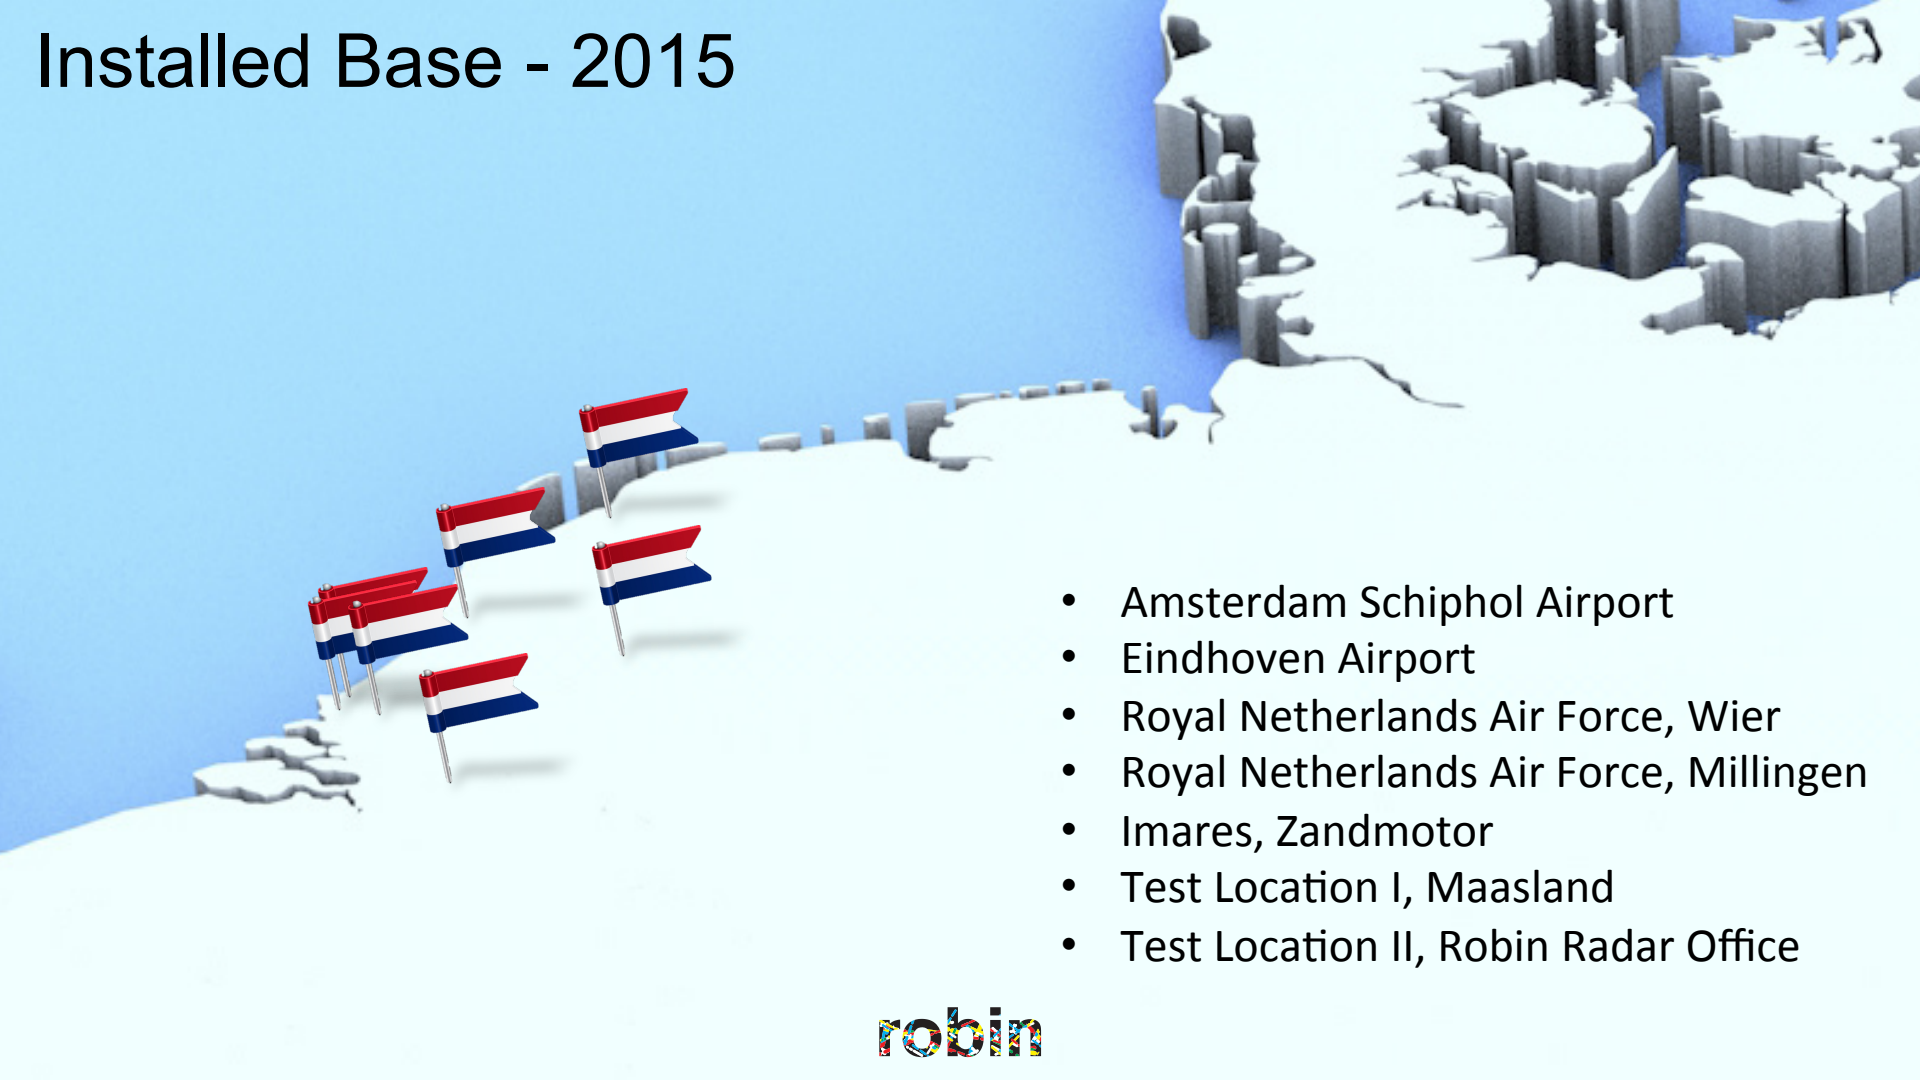 Installed Base - 2015
• Amsterdam Schiphol Airport
• Eindhoven Airport
• Royal Netherlands Air Force, Wier
• Royal Netherlands Air Force, Millingen
• Imares, Zandmotor
• Test Location I, Maasland
• Test Location II, Robin Radar Office
robin